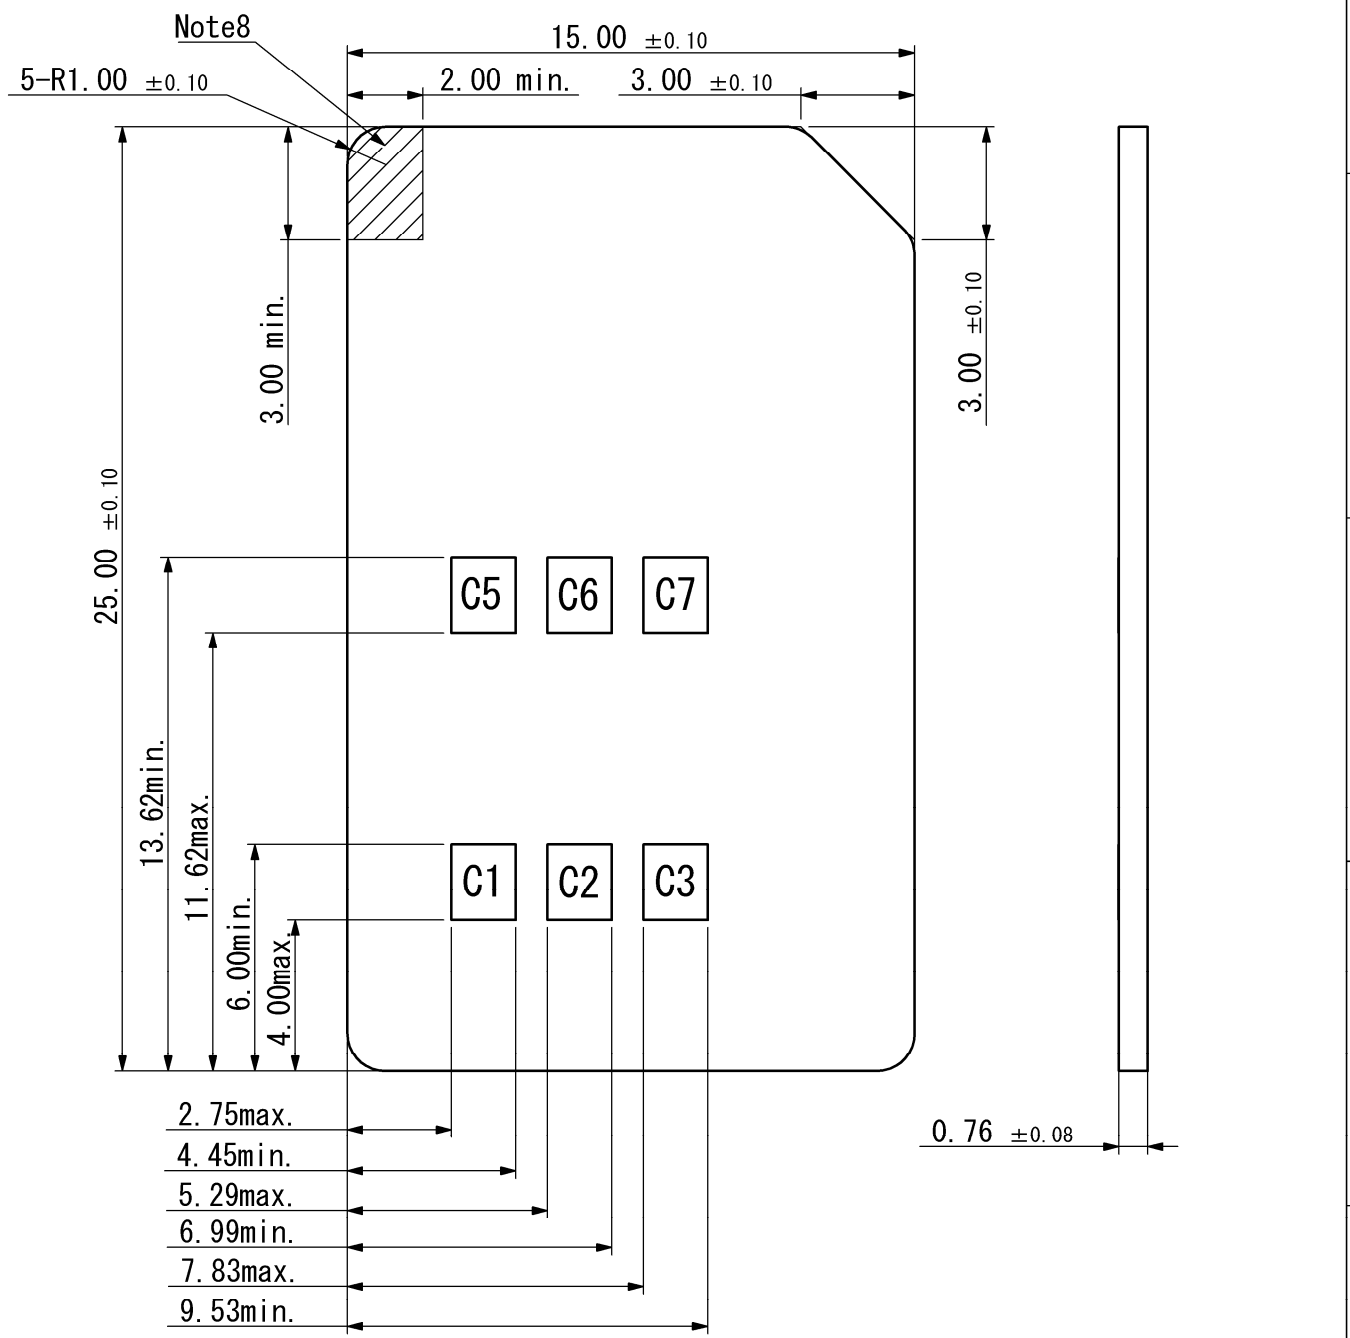 Note8
15.00 ±0.10
5-R1.00 ±0.10
2.00 min.
3.00 ±0.10
3.00 min.
3.00 ±0.10
25.00 ±0.10
C5 C6 C7
13.62min.
11.62max.
C1 C2 C3
6.00min.
4.00max.
2.75max.
0.76 ±0.08
4.45min.
5.29max.
6.99min.
7.83max.
9.53min.